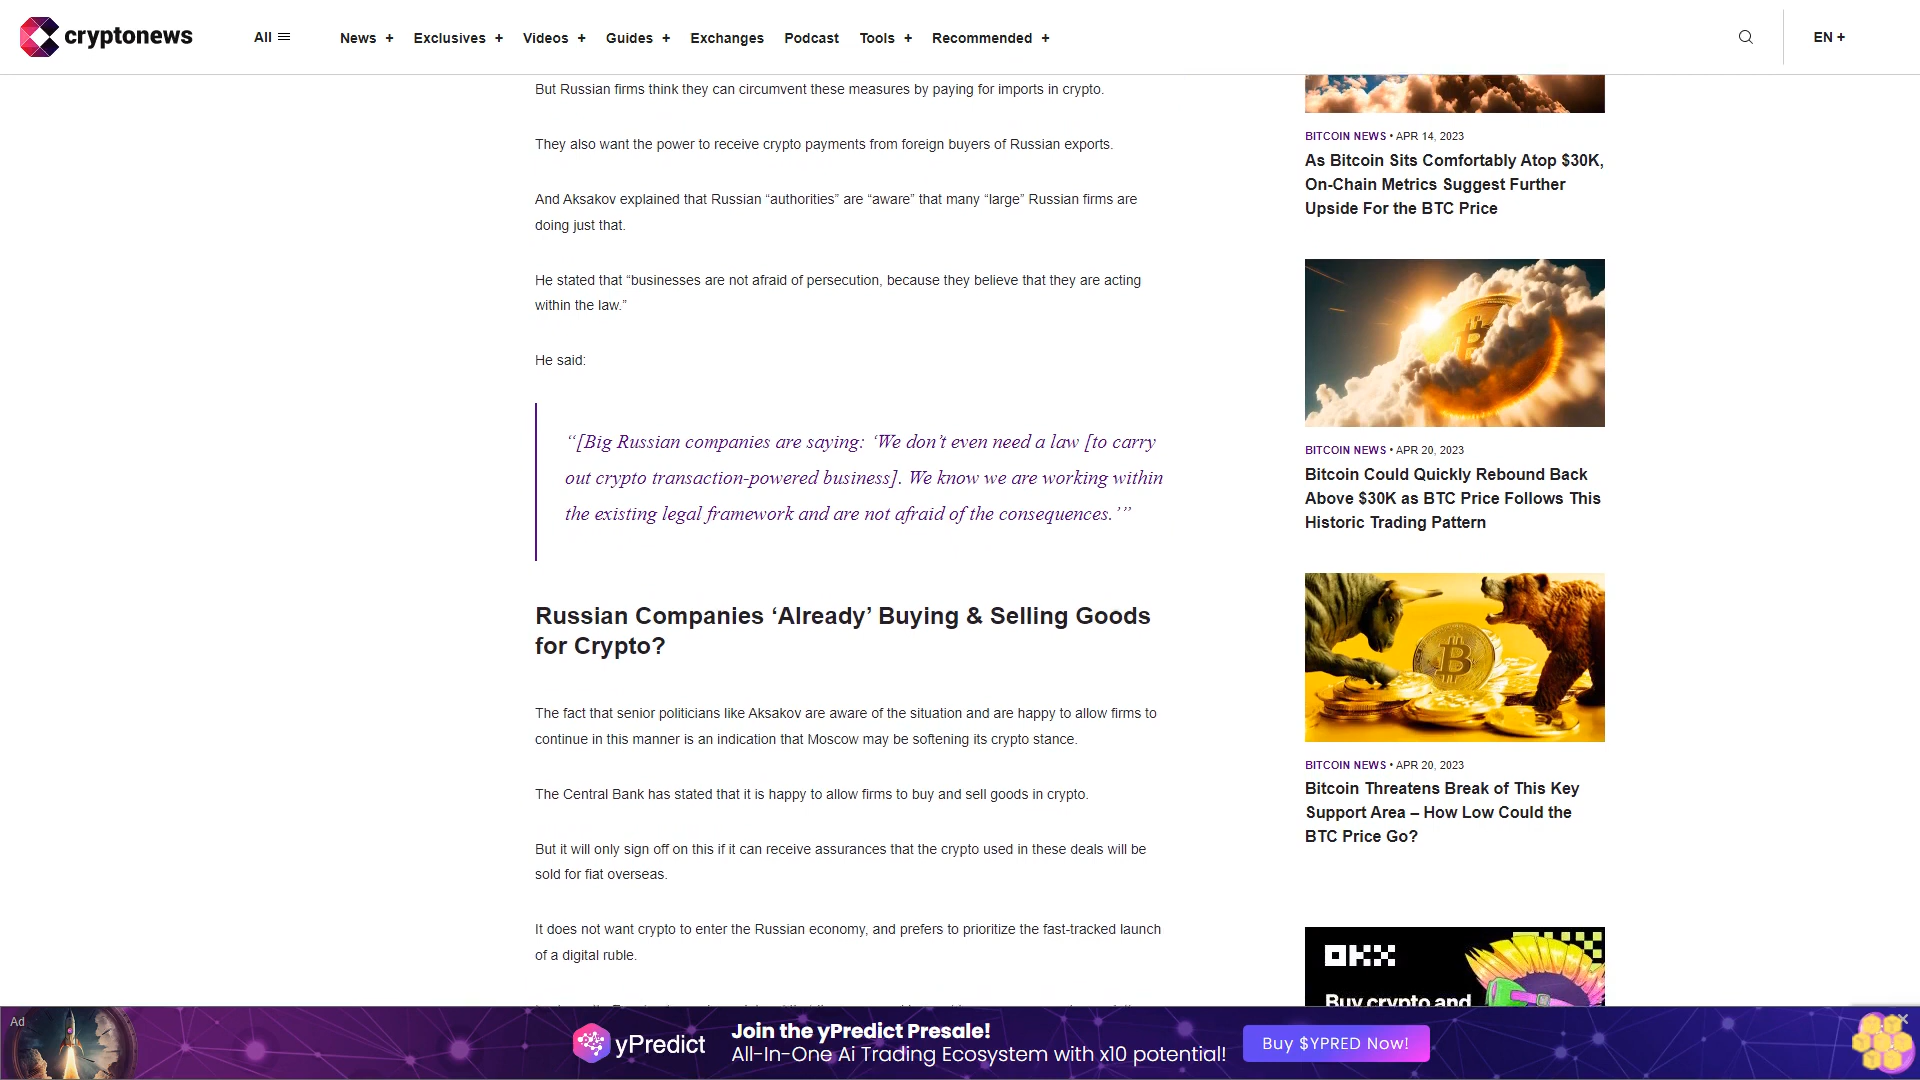 cryptonews
All
News +
Exclusives +
Videos +
Guides +
Exchanges
Podcast
Tools +
Recommended +
EN +
But Russian firms think they can circumvent these measures by paying for imports in crypto.
They also want the power to receive crypto payments from foreign buyers of Russian exports.
And Aksakov explained that Russian “authorities” are “aware” that many “large” Russian firms are
doing just that.
He stated that “businesses are not afraid of persecution, because they believe that they are acting
within the law.”
He said:
“[Big Russian companies are saying: ‘We don’t even need a law [to carry
out crypto transaction-powered business]. We know we are working within
the existing legal framework and are not afraid of the consequences.’”
Russian Companies ‘Already’ Buying & Selling Goods
for Crypto?
The fact that senior politicians like Aksakov are aware of the situation and are happy to allow firms to
continue in this manner is an indication that Moscow may be softening its crypto stance.
The Central Bank has stated that it is happy to allow firms to buy and sell goods in crypto.
But it will only sign off on this if it can receive assurances that the crypto used in these deals will be
sold for fiat overseas.
It does not want crypto to enter the Russian economy, and prefers to prioritize the fast-tracked launch
of a digital ruble.
BITCOIN NEWS • APR 14, 2023
As Bitcoin Sits Comfortably Atop $30K,
On-Chain Metrics Suggest Further
Upside For the BTC Price
BITCOIN NEWS • APR 20, 2023
Bitcoin Could Quickly Rebound Back
Above $30K as BTC Price Follows This
Historic Trading Pattern
BITCOIN NEWS • APR 20, 2023
Bitcoin Threatens Break of This Key
Support Area – How Low Could the
BTC Price Go?
OKX
Buy crypto and
Ad
yPredict
Join the yPredict Presale!
All-In-One Ai Trading Ecosystem with x10 potential!
Buy $YPRED Now!